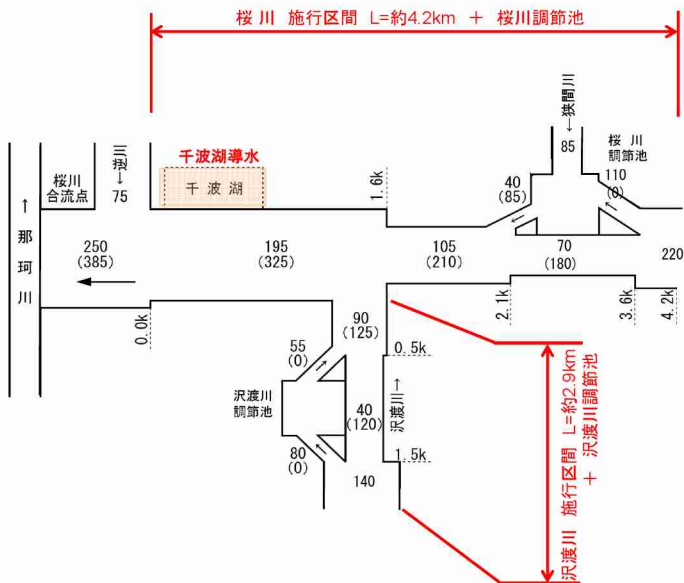 桜川 施行区間 L=約4.2km ＋ 桜川調節池
←狭間川
85
桜川
調節池
千波湖導水
千波湖
桜川
合流点
←逆川
75
1.6k
40
(85)
110
(0)
↑那珂川
250
(385)
195
(325)
105
(210)
70
(180)
220
0.0k
2.1k
3.6k
4.2k
90
(125)
55
(0)
0.5k
沢渡川
調節池
40
(120)
沢渡川→
80
(0)
1.5k
140
沢渡川 施行区間 L=約2.9km
＋ 沢渡川調節池